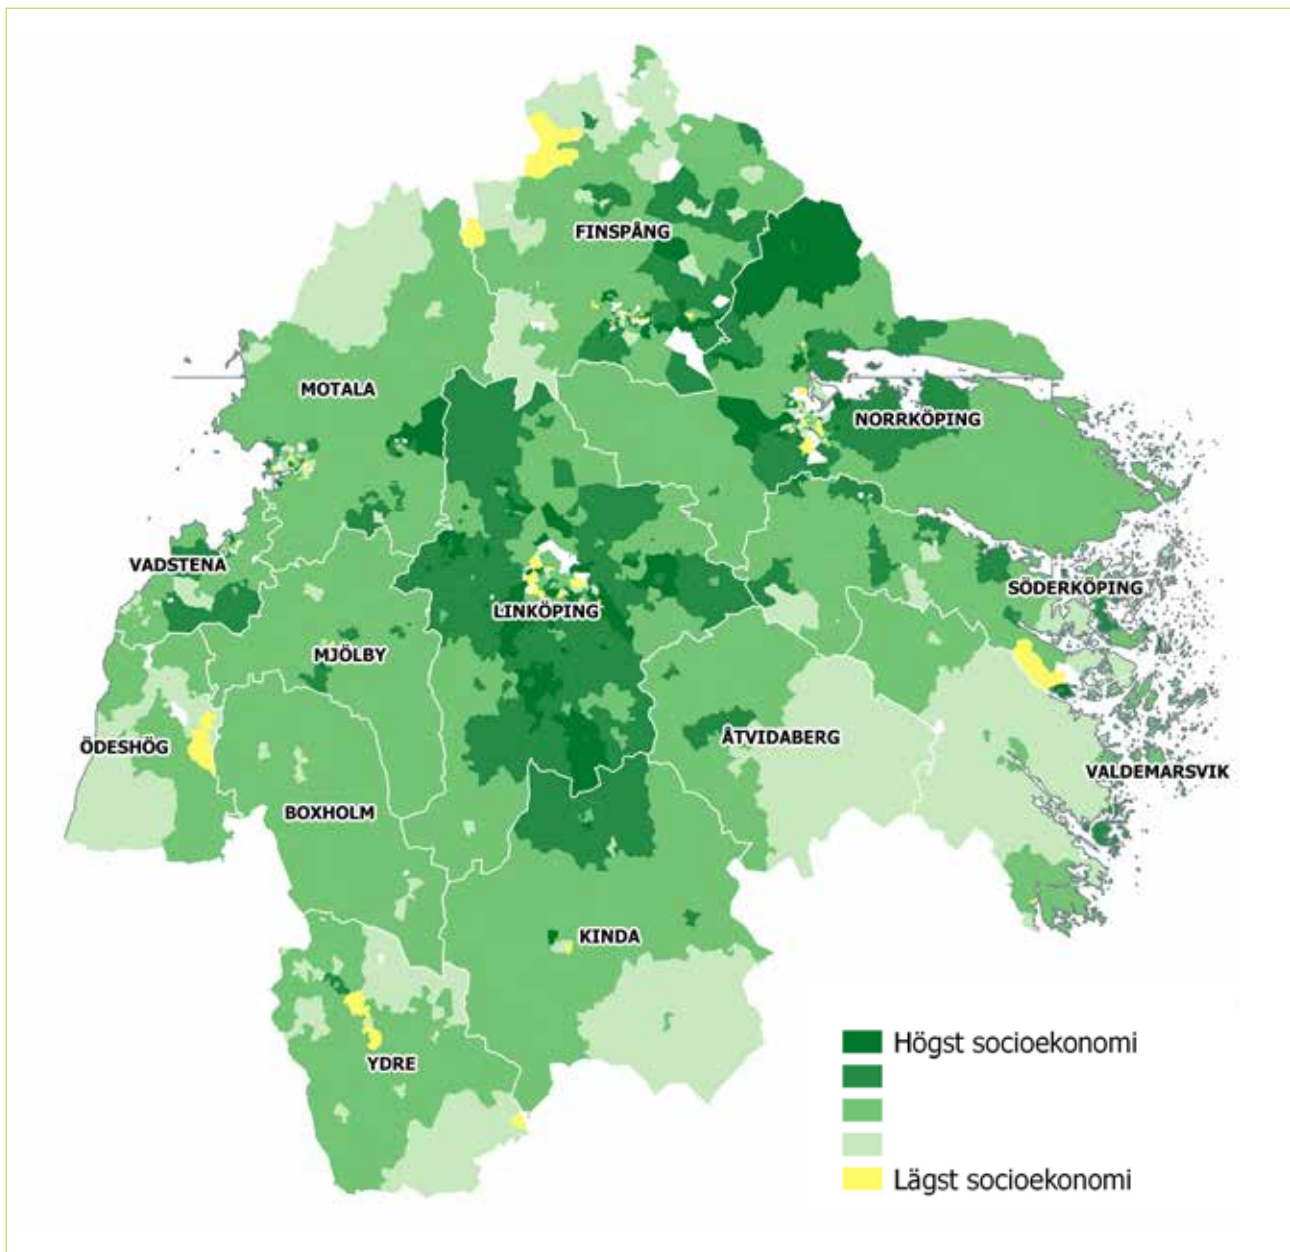 FINSPÅNG
MOTALA
NORRKÖPING
VADSTENA
SÖDERKÖPING
LINKÖPING
MJÖLBY
ÅTVIDABERG
ÖDESHÖG
VALDEMARSVIK
BOXHOLM
KINDA
YDRE
Högst socioekonomi
Lägst socioekonomi